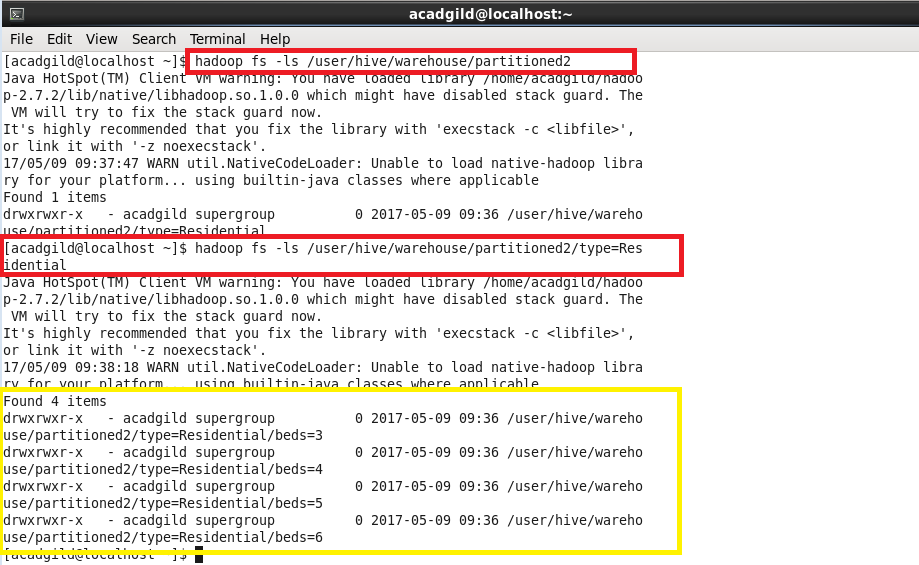 acadgild@localhost:~
File Edit View Search Terminal Help
[acadgild@localhost ~]$ hadoop fs -ls /user/hive/warehouse/partitioned2
Java HotSpot(TM) Client VM warning: You have loaded library /home/acadgild/hadoo
p-2.7.2/lib/native/libhadoop.so.1.0.0 which might have disabled stack guard. The
 VM will try to fix the stack guard now.
It's highly recommended that you fix the library with 'execstack -c <libfile>',
or link it with '-z noexecstack'.
17/05/09 09:37:47 WARN util.NativeCodeLoader: Unable to load native-hadoop libra
ry for your platform... using builtin-java classes where applicable
Found 1 items
drwxrwxr-x   - acadgild supergroup          0 2017-05-09 09:36 /user/hive/wareho
use/partitioned2/type=Residential
[acadgild@localhost ~]$ hadoop fs -ls /user/hive/warehouse/partitioned2/type=Res
idential
Java HotSpot(TM) Client VM warning: You have loaded library /home/acadgild/hadoo
p-2.7.2/lib/native/libhadoop.so.1.0.0 which might have disabled stack guard. The
 VM will try to fix the stack guard now.
It's highly recommended that you fix the library with 'execstack -c <libfile>',
or link it with '-z noexecstack'.
17/05/09 09:38:18 WARN util.NativeCodeLoader: Unable to load native-hadoop libra
ry for your platform... using builtin-java classes where applicable
Found 4 items
drwxrwxr-x   - acadgild supergroup          0 2017-05-09 09:36 /user/hive/wareho
use/partitioned2/type=Residential/beds=3
drwxrwxr-x   - acadgild supergroup          0 2017-05-09 09:36 /user/hive/wareho
use/partitioned2/type=Residential/beds=4
drwxrwxr-x   - acadgild supergroup          0 2017-05-09 09:36 /user/hive/wareho
use/partitioned2/type=Residential/beds=5
drwxrwxr-x   - acadgild supergroup          0 2017-05-09 09:36 /user/hive/wareho
use/partitioned2/type=Residential/beds=6
[acadgild@localhost ~]$